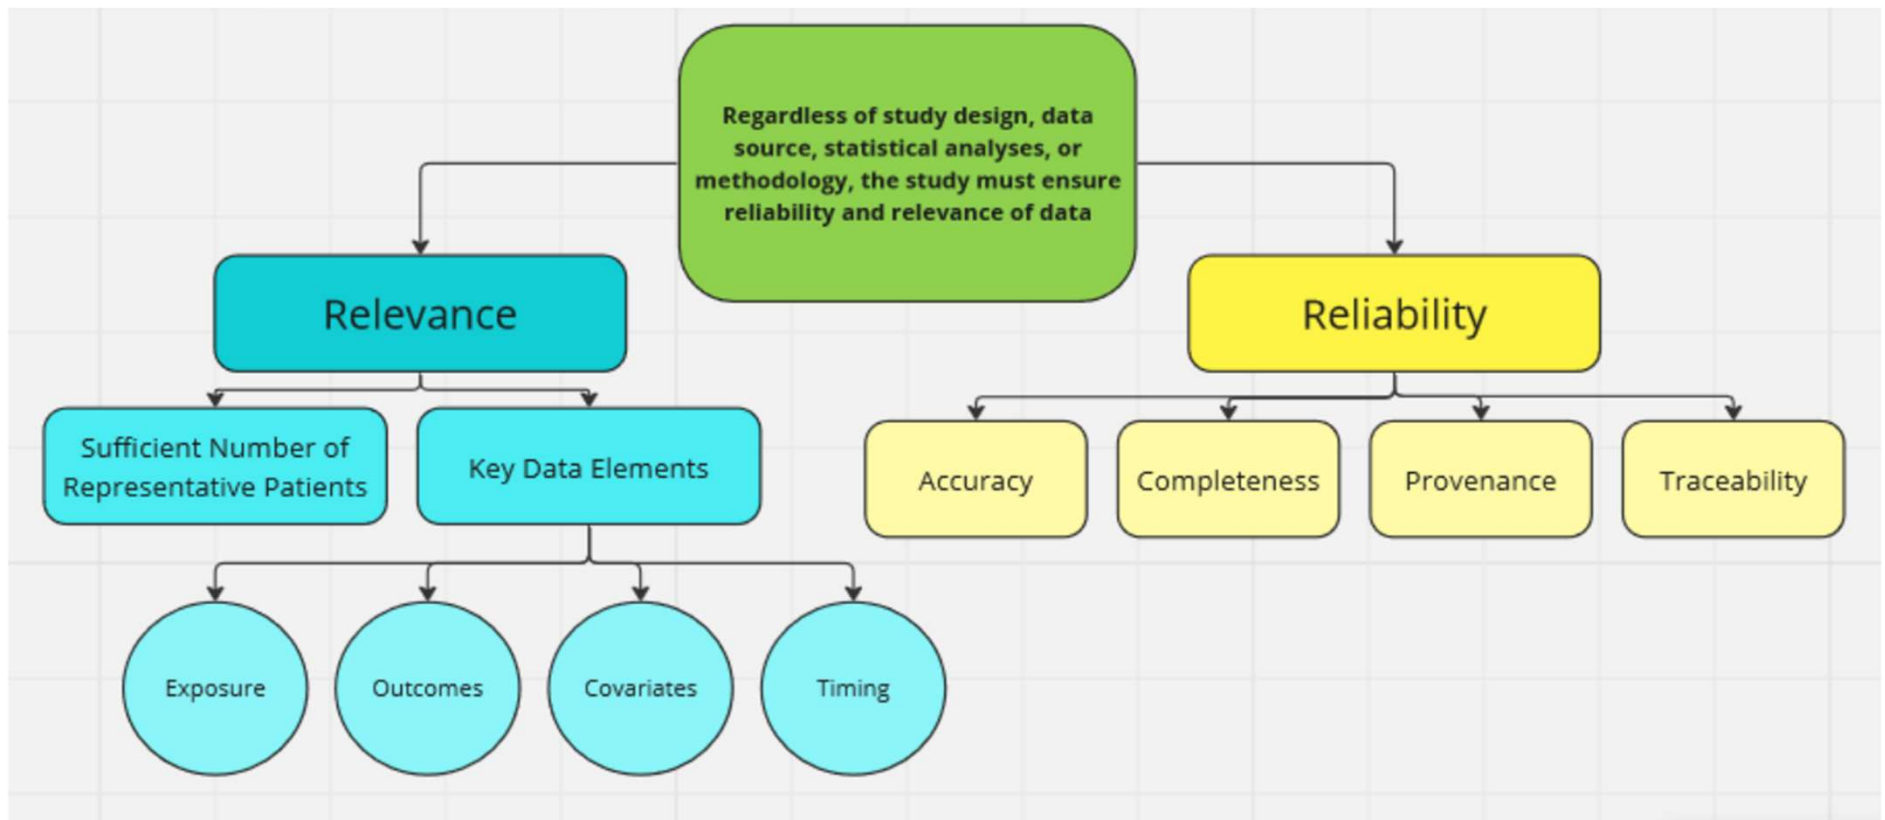 Regardless of study design, data
source, statistical analyses, or
methodology, the study must ensure
reliability and relevance of data
Relevance
Reliability
Sufficient Number of
Representative Patients
Key Data Elements
Accuracy
Completeness
Provenance
Traceability
Exposure
Outcomes
Covariates
Timing